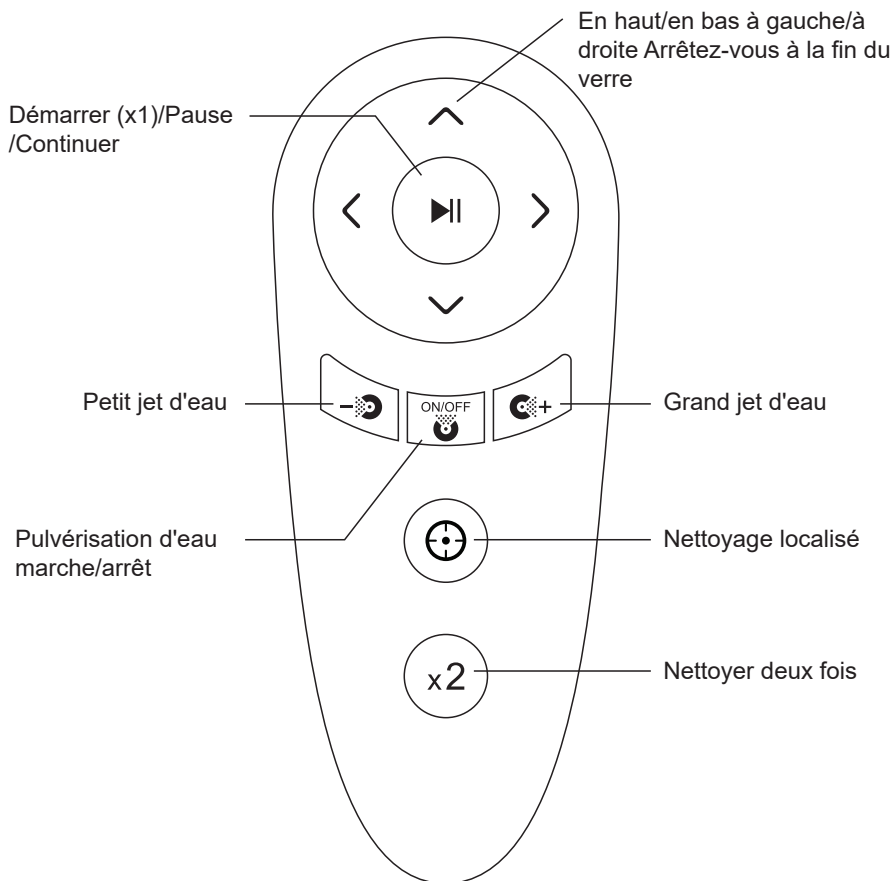 En haut/en bas à gauche/à
droite Arrêtez-vous à la fin du
verre
Démarrer (x1)/Pause
/Continuer
Petit jet d'eau
ON/OFF
Grand jet d'eau
Pulvérisation d'eau
marche/arrêt
Nettoyage localisé
x2
Nettoyer deux fois